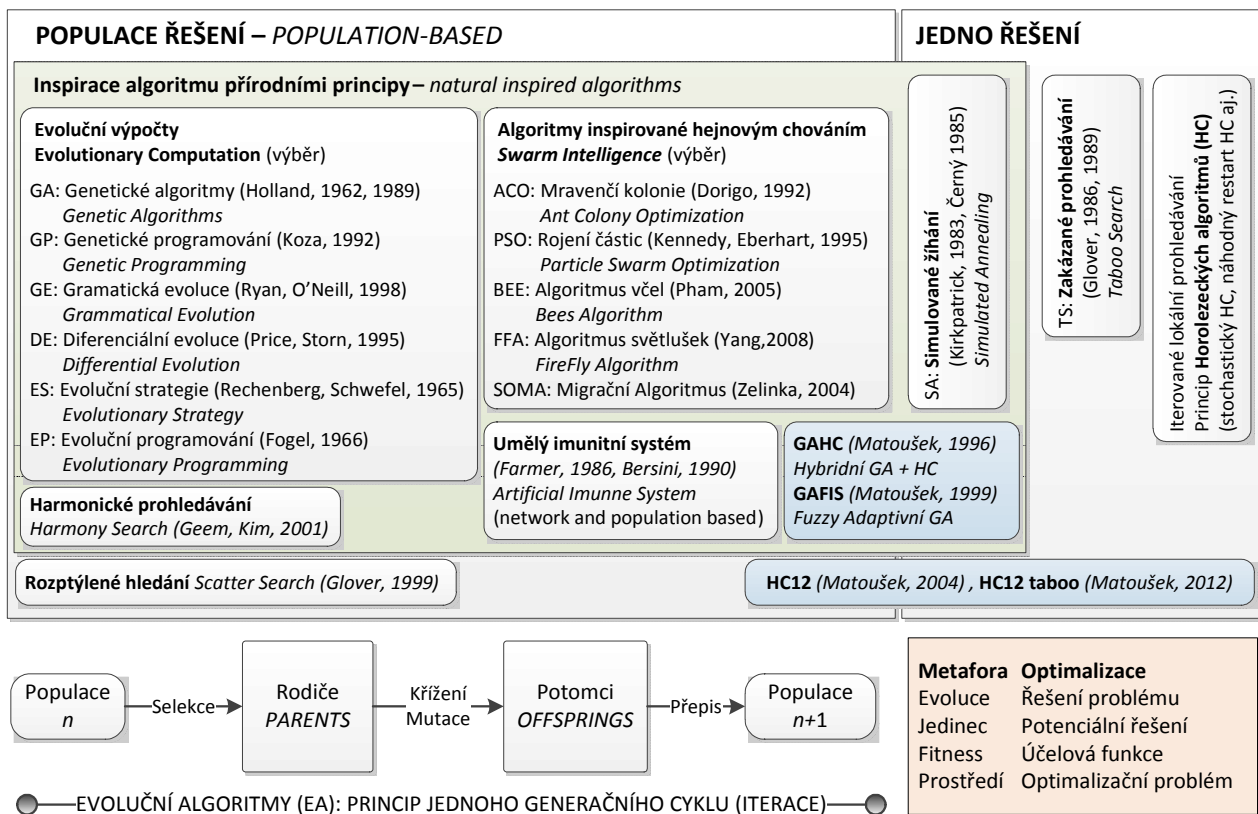 POPULACE ŘEŠENÍ – POPULATION-BASED
JEDNO ŘEŠENÍ
Inspirace algoritmu přírodními principy – natural inspired algorithms
Evoluční výpočty
Evolutionary Computation (výběr)
GA: Genetické algoritmy (Holland, 1962, 1989)
Genetic Algorithms
GP: Genetické programování (Koza, 1992)
Genetic Programming
GE: Gramatická evoluce (Ryan, O’Neill, 1998)
Grammatical Evolution
DE: Diferenciální evoluce (Price, Storn, 1995)
Differential Evolution
ES: Evoluční strategie (Rechenberg, Schwefel, 1965)
Evolutionary Strategy
EP: Evoluční programování (Fogel, 1966)
Evolutionary Programming
Algoritmy inspirované hejnovým chováním
Swarm Intelligence (výběr)
ACO: Mravenčí kolonie (Dorigo, 1992)
Ant Colony Optimization
PSO: Rojení částic (Kennedy, Eberhart, 1995)
Particle Swarm Optimization
BEE: Algoritmus včel (Pham, 2005)
Bees Algorithm
FFA: Algoritmus světlušek (Yang,2008)
FireFly Algorithm
SOMA: Migrační Algoritmus (Zelinka, 2004)
SA: Simulované žíhání
(Kirkpatrick, 1983, Černý 1985)
Simulated Annealing
TS: Zakázané prohledávání
(Glover, 1986, 1989)
Taboo Search
Iterované lokální prohledávání
Princip Horolezeckých algoritmů (HC)
(stochastický HC, náhodný restart HC aj.)
Harmonické prohledávání
Harmony Search (Geem, Kim, 2001)
Umělý imunitní systém
(Farmer, 1986, Bersini, 1990)
Artificial Imunne System
(network and population based)
GAHC (Matoušek, 1996)
Hybridní GA + HC
GAFIS (Matoušek, 1999)
Fuzzy Adaptivní GA
Rozptýlené hledání Scatter Search (Glover, 1999)
HC12 (Matoušek, 2004) , HC12 taboo (Matoušek, 2012)
Populace
n
Selekce
Rodiče
PARENTS
Křížení
Mutace
Potomci
OFFSPRINGS
Přepis
Populace
n+1
EVOLUČNÍ ALGORITMY (EA): PRINCIP JEDNOHO GENERAČNÍHO CYKLU (ITERACE)
Metafora Optimalizace
Evoluce Řešení problému
Jedinec Potenciální řešení
Fitness Účelová funkce
Prostředí Optimalizační problém